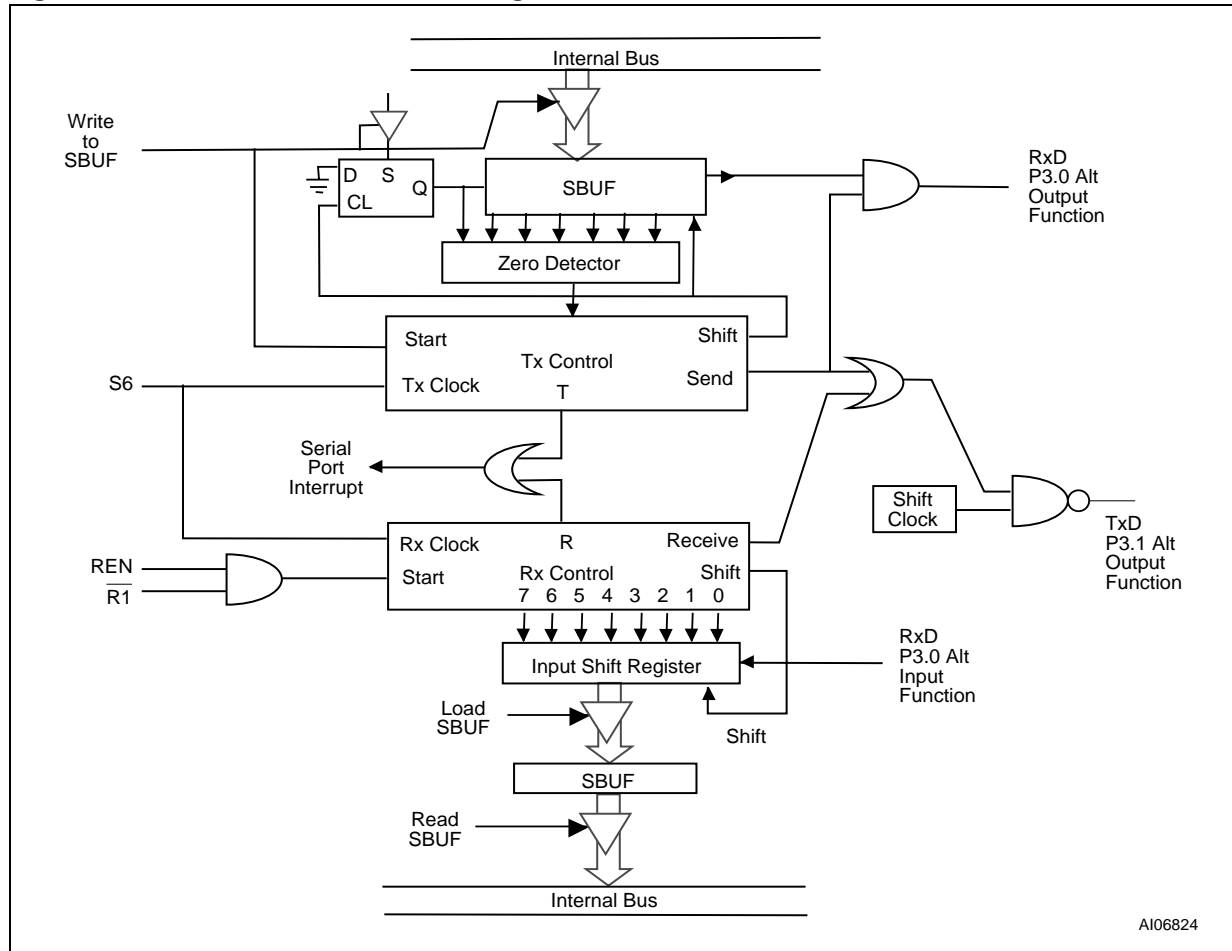 Internal Bus
Write
to
SBUF
D S
Q
CL
SBUF
RxD
P3.0 Alt
Output
Function
Zero Detector
Start
Shift
Tx Control
S6
Tx Clock
Send
T
Serial
Port
Interrupt
Shift
Clock
TxD
P3.1 Alt
Output
Function
Rx Clock
R
Receive
REN
Start
Shift
R1
Rx Control
7 6 5 4 3 2 1 0
RxD
P3.0 Alt
Input
Function
Input Shift Register
Load
SBUF
Shift
SBUF
Read
SBUF
Internal Bus
AI06824